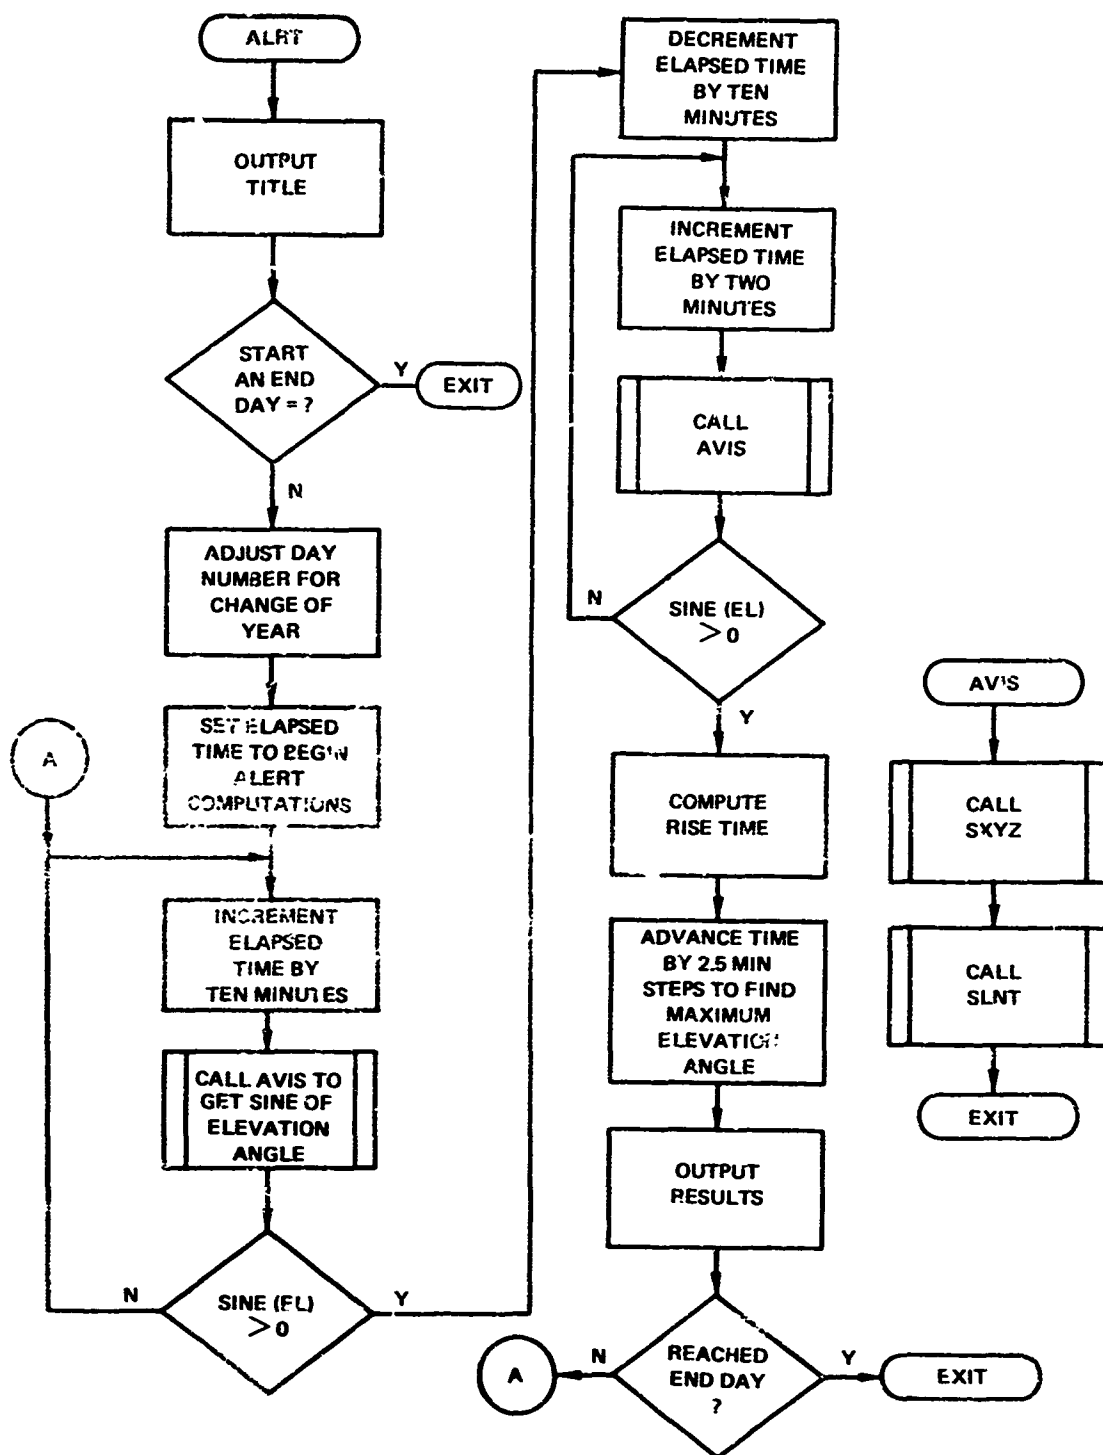 ALRT
OUTPUT
TITLE
START
AN END
DAY = ?
Y
EXIT
N
ADJUST DAY
NUMBER FOR
CHANGE OF
YEAR
SET ELAPSED
TIME TO BEGIN
ALERT
COMPUTATIONS
A
INCREMENT
ELAPSED
TIME BY
TEN MINUTES
CALL AVIS TO
GET SINE OF
ELEVATION
ANGLE
N
SINE (EL)
> 0
Y
DECREMENT
ELAPSED TIME
BY TEN
MINUTES
INCREMENT
ELAPSED TIME
BY TWO
MINUTES
CALL
AVIS
N
SINE (EL)
> 0
Y
COMPUTE
RISE TIME
ADVANCE TIME
BY 2.5 MIN
STEPS TO FIND
MAXIMUM
ELEVATION
ANGLE
OUTPUT
RESULTS
A
N
REACHED
END DAY
?
Y
EXIT
AVIS
CALL
SXYZ
CALL
SLNT
EXIT